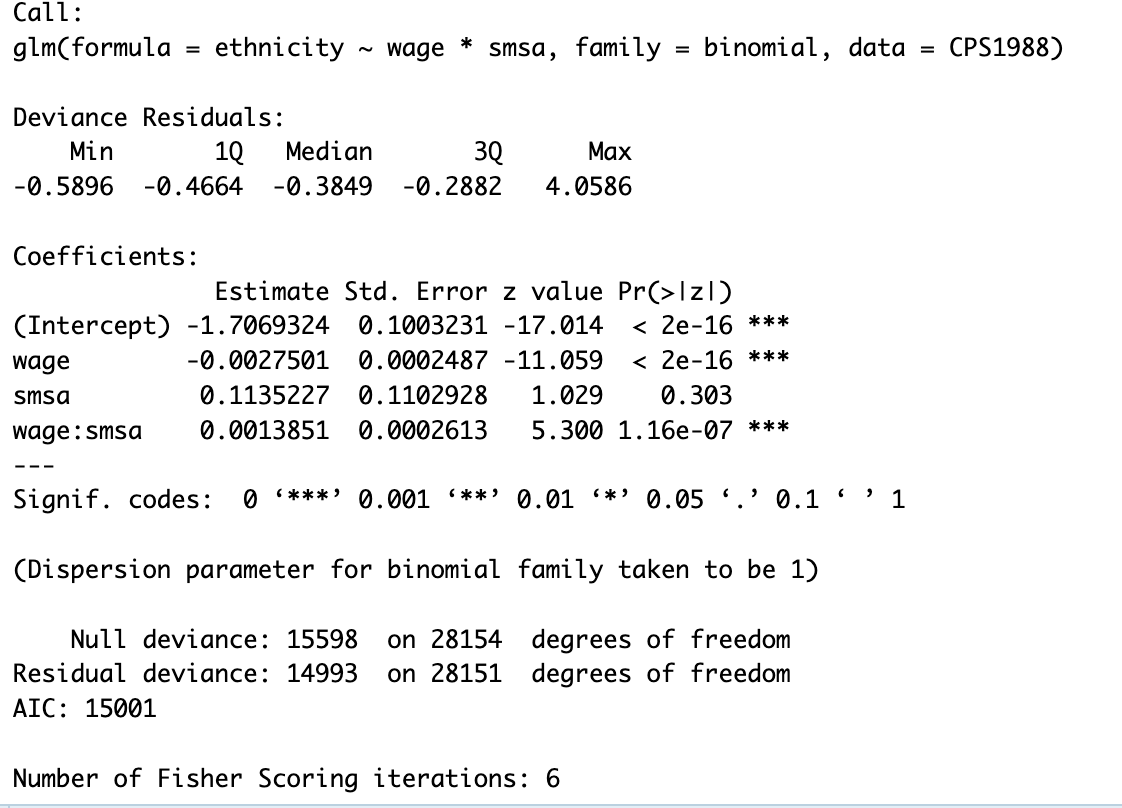 Call:
glm(formula = ethnicity ~ wage * smsa, family = binomial, data = CPS1988)
Deviance Residuals:
Min 1Q Median 3Q Max
-0.5896 -0.4664 -0.3849 -0.2882 4.0586
Coefficients:
Estimate Std. Error z value Pr(>|z|)
(Intercept) -1.7069324 0.1003231 -17.014 < 2e-16 ***
wage -0.0027501 0.0002487 -11.059 < 2e-16 ***
smsa 0.1135227 0.1102928 1.029 0.303
wage:smsa 0.0013851 0.0002613 5.300 1.16e-07 ***
---
Signif. codes: 0 ‘***’ 0.001 ‘**’ 0.01 ‘*’ 0.05 ‘.’ 0.1 ‘ ’ 1
(Dispersion parameter for binomial family taken to be 1)
Null deviance: 15598 on 28154 degrees of freedom
Residual deviance: 14993 on 28151 degrees of freedom
AIC: 15001
Number of Fisher Scoring iterations: 6